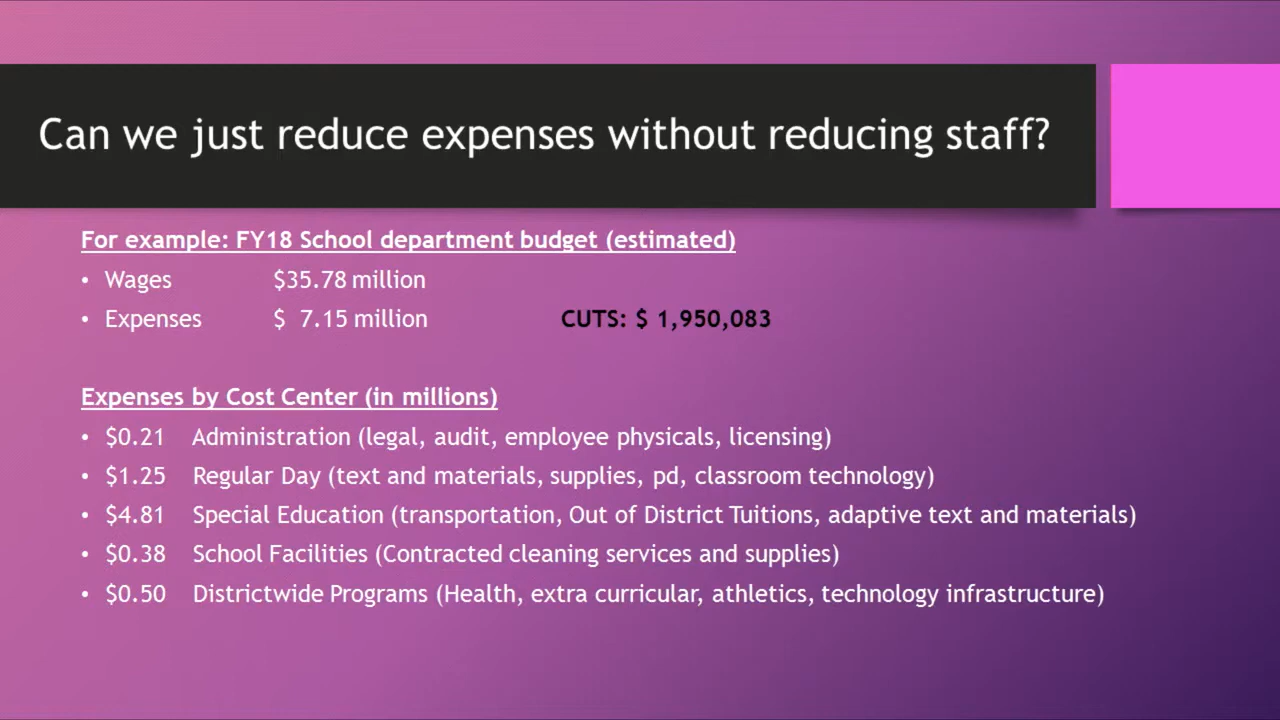 Can we just reduce expenses without reducing staff?
For example: FY18 School department budget (estimated)
• Wages $35.78 million
• Expenses $ 7.15 million CUTS: $ 1,950,083
Expenses by Cost Center (in millions)
• $0.21 Administration (legal, audit, employee physicals, licensing)
• $1.25 Regular Day (text and materials, supplies, pd, classroom technology)
• $4.81 Special Education (transportation, Out of District Tuitions, adaptive text and materials)
• $0.38 School Facilities (Contracted cleaning services and supplies)
• $0.50 Districtwide Programs (Health, extra curricular, athletics, technology infrastructure)